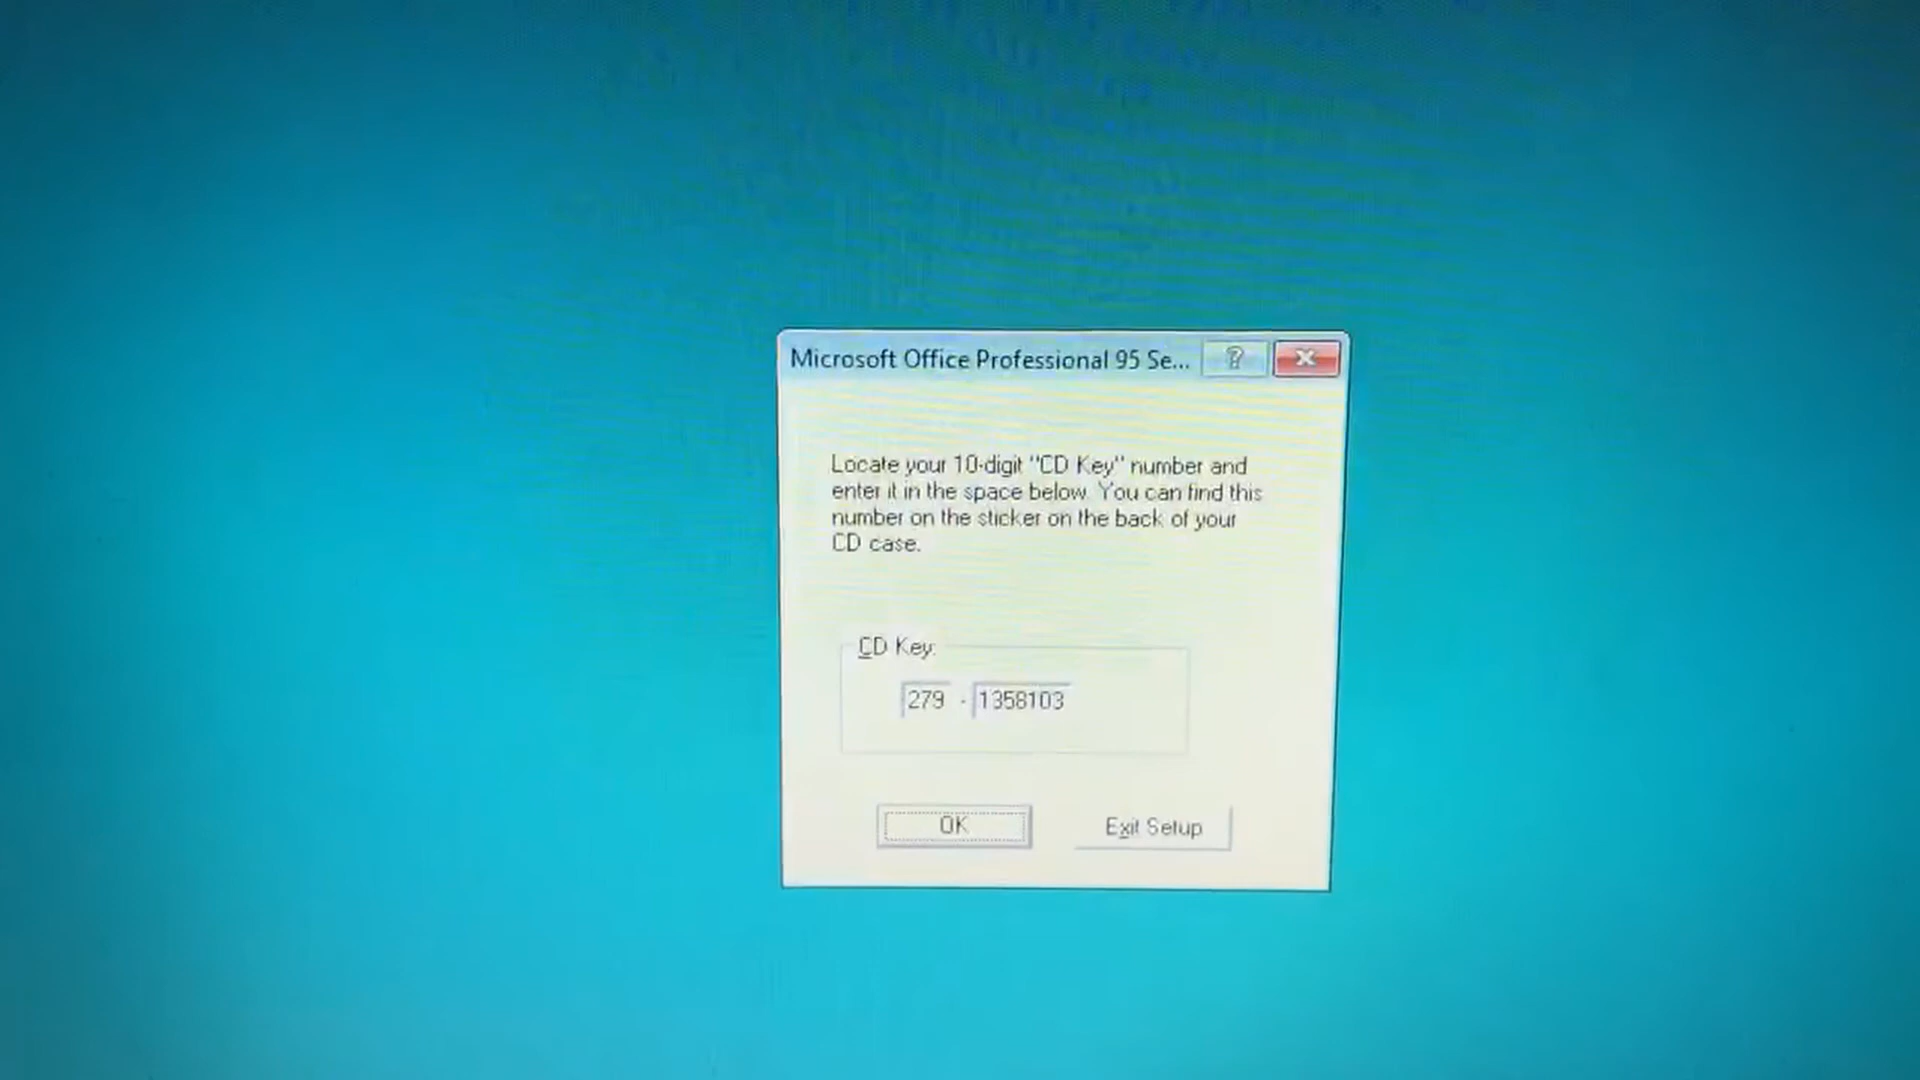 Microsoft Office Professional 95 Se...
Locate your 10-digit "CD Key" number and
enter it in the space below. You can find this
number on the sticker on the back of your
CD case.
CD Key:
279 - 1358103
OK
Exit Setup